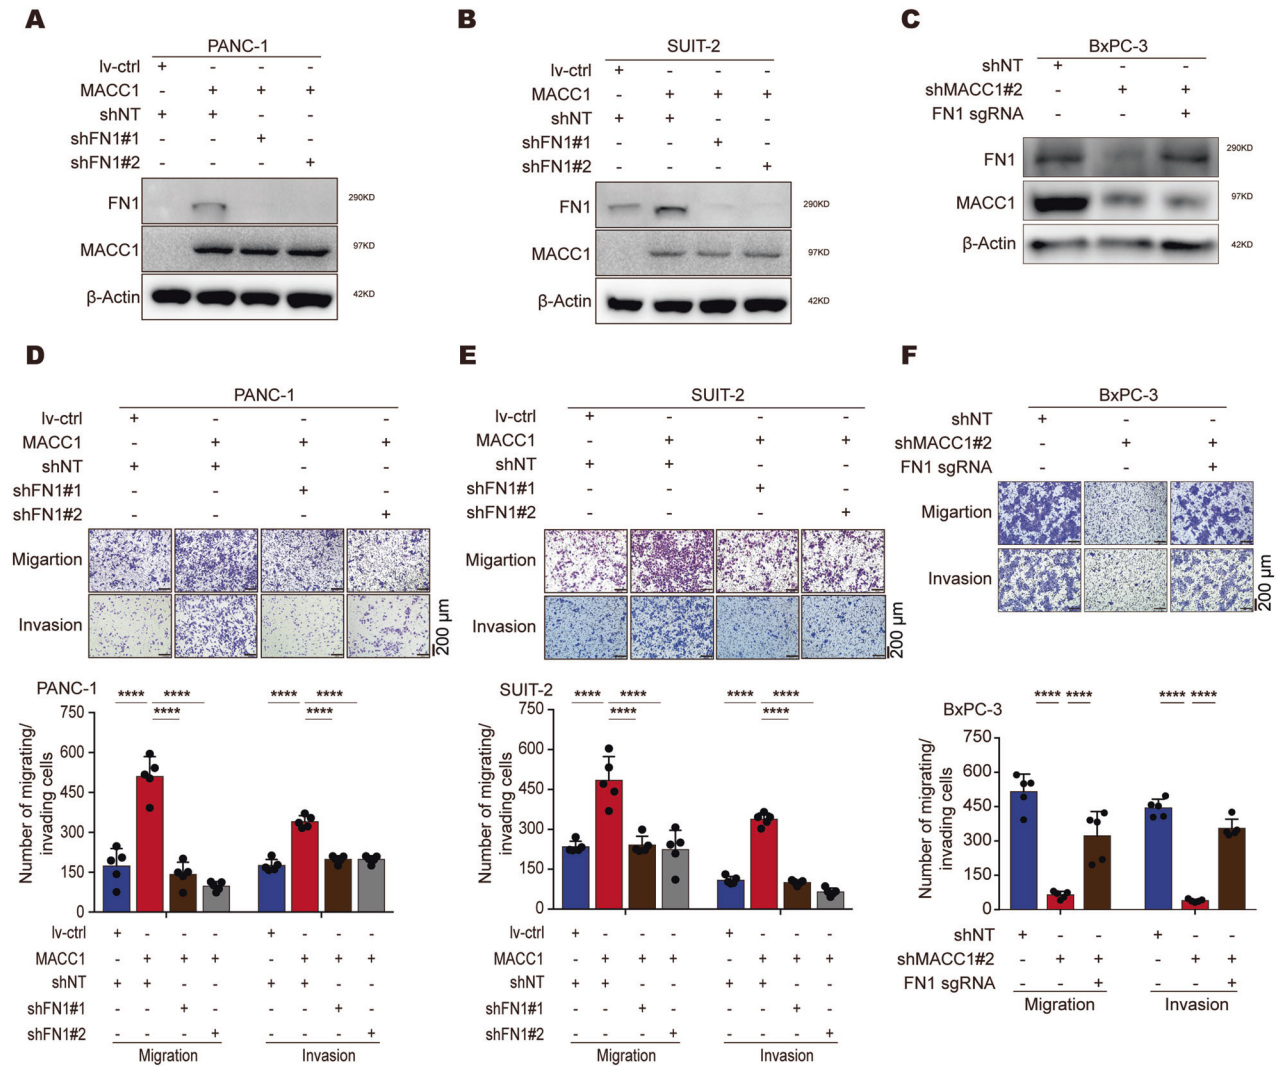 A
PANC-1
lv-ctrl + - - -
MACC1 - + + +
shNT + + - -
shFN1#1 - - + -
shFN1#2 - - - +
FN1 290KD
MACC1 97KD
β-Actin 42KD
B
SUIT-2
lv-ctrl + - - -
MACC1 - + + +
shNT + + - -
shFN1#1 - - + -
shFN1#2 - - - +
FN1 290KD
MACC1 97KD
β-Actin 42KD
C
BxPC-3
shNT + - -
shMACC1#2 - + +
FN1 sgRNA - - +
FN1 290KD
MACC1 97KD
β-Actin 42KD
D
PANC-1
lv-ctrl + - - -
MACC1 - + + +
shNT + + - -
shFN1#1 - - + -
shFN1#2 - - - +
Migartion
Invasion
200 µm
PANC-1
**** ****
****
**** ****
****
Number of migrating/
invading cells
750
600
450
300
150
0
lv-ctrl + - - - + - - -
MACC1 - + + + - + + +
shNT + + - - + + - -
shFN1#1 - - + - - - + -
shFN1#2 - - - + - - - +
Migration Invasion
E
SUIT-2
lv-ctrl + - - -
MACC1 - + + +
shNT + + - -
shFN1#1 - - + -
shFN1#2 - - - +
Migartion
Invasion
200 µm
SUIT-2
**** ****
****
**** ****
****
Number of migrating/
invading cells
750
600
450
300
150
0
lv-ctrl + - - - + - - -
MACC1 - + + + - + + +
shNT + + - - + + - -
shFN1#1 - - + - - - + -
shFN1#2 - - - + - - - +
Migration Invasion
F
BxPC-3
shNT + - -
shMACC1#2 - + +
FN1 sgRNA - - +
Migartion
Invasion
200 µm
BxPC-3
**** **** **** ****
Number of migrating/
invading cells
750
600
450
300
150
0
shNT + - - + - -
shMACC1#2 - + + - + +
FN1 sgRNA - - + - - +
Migration Invasion